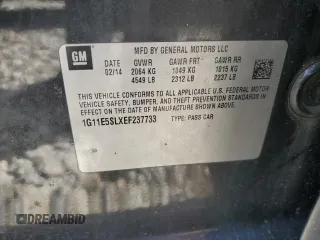 GM
MFD BY GENERAL MOTORS LLC
02/14 GVWR GAWR FRT GAWR RR
2064 KG 1049 KG 1015 KG
4549 LB 2312 LB 2237 LB
THIS VEHICLE CONFORMS TO ALL APPLICABLE U.S. FEDERAL MOTOR
VEHICLE SAFETY, BUMPER, AND THEFT PREVENTION STANDARDS IN
EFFECT ON THE DATE OF MANUFACTURE SHOWN ABOVE.
1G11E5SLXEF237733 TYPE: PASS CAR
DREAMBID